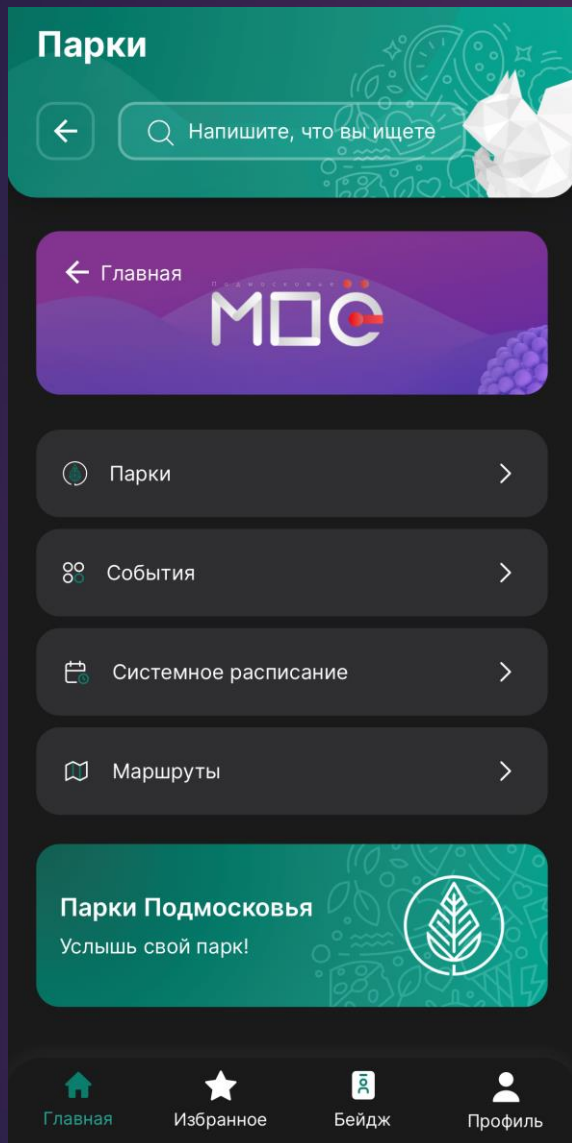 Парки
Напишите, что вы ищете
Главная
Подмосковье
МОЁ
Парки
События
Системное расписание
Маршруты
Парки Подмосковья
Услышь свой парк!
Главная
Избранное
Бейдж
Профиль